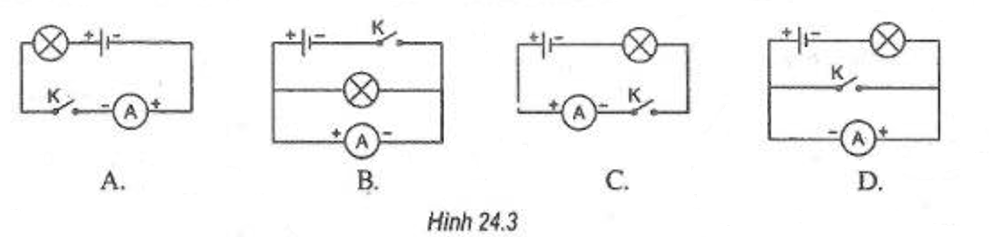 + - K - A +
+ - K + A -
+ - + A - K
+ - K - A +
A. B. C. D.
Hình 24.3